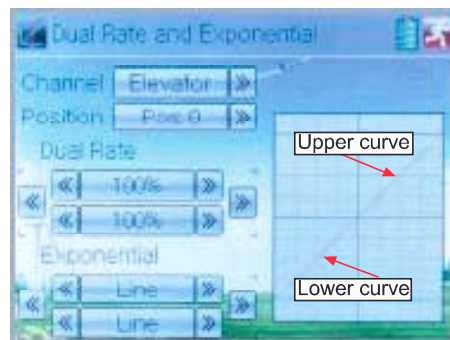 Dual Rate and Exponential
Channel Elevator
Position Pos 0
Upper curve
Dual Rate
100%
100%
Exponential
Line
Lower curve
Line